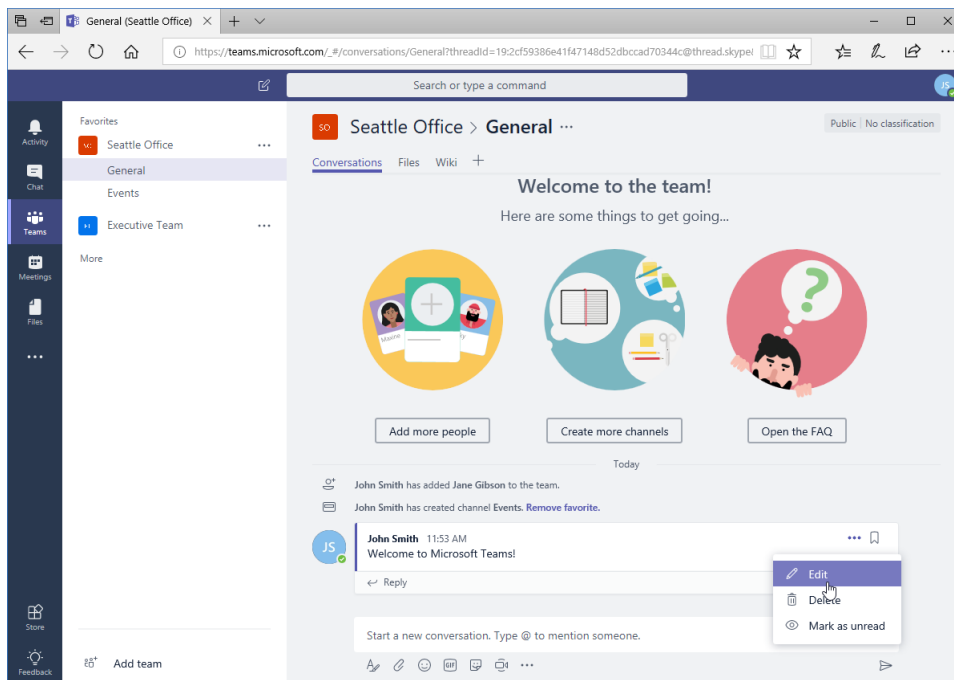 General (Seattle Office)
https://teams.microsoft.com/_#/conversations/General?threadId=19:2cf59386e41f47148d52dbccad70344c@thread.skype&
Search or type a command
JS
Activity
Chat
Teams
Meetings
Files
Store
Feedback
Favorites
SO Seattle Office
General
Events
Executive Team
More
Add team
SO Seattle Office > General
Public No classification
Conversations Files Wiki
Welcome to the team!
Here are some things to get going...
Maxine
Add more people
Create more channels
Open the FAQ
Today
John Smith has added Jane Gibson to the team.
John Smith has created channel Events. Remove favorite.
JS
John Smith 11:53 AM
Welcome to Microsoft Teams!
Reply
Edit
Delete
Mark as unread
Start a new conversation. Type @ to mention someone.
GIF